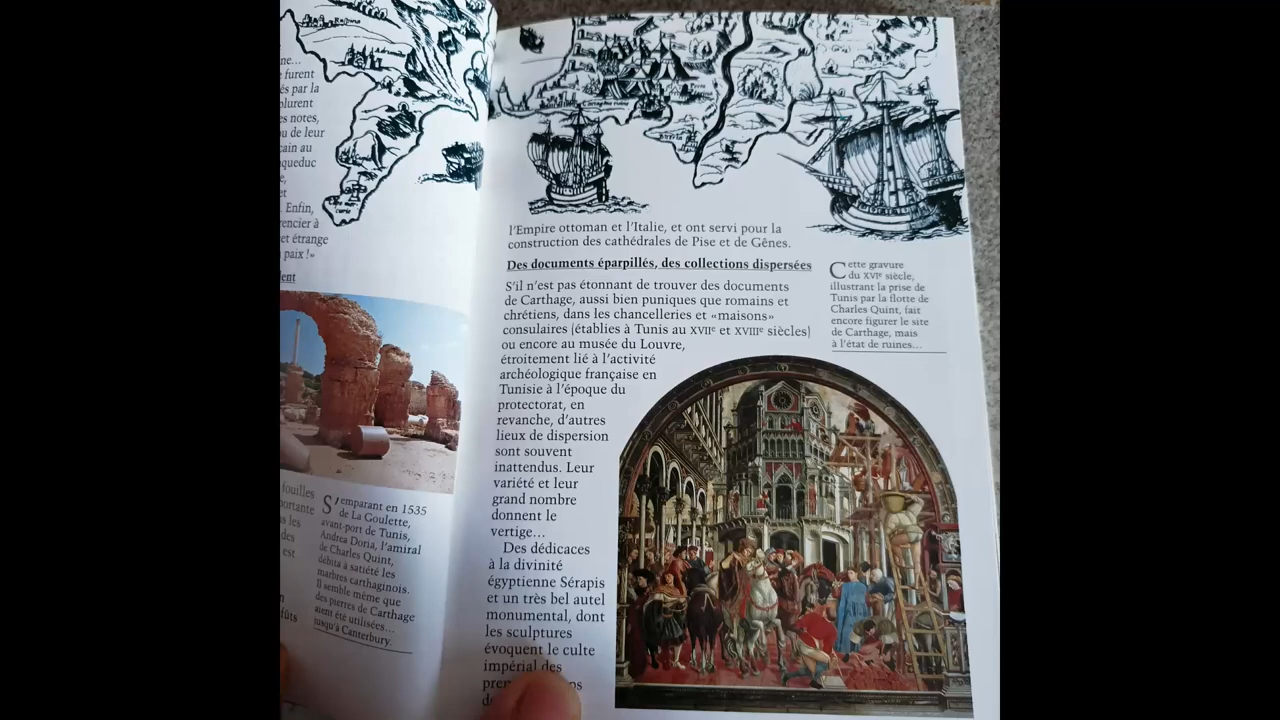 ne...
furent
és par la
plurent
es notes,
ou de leur
cain au
queduc
e,
et
. Enfin,
encier à
et étrange
paix !»
ent
fouilles
portante
s les
des
est
n
fûts
S'emparant en 1535
de La Goulette,
avant-port de Tunis,
Andrea Doria, l'amiral
de Charles Quint,
débita à satiété les
marbres carthaginois.
Il semble même que
des pierres de Carthage
aient été utilisées...
jusqu'à Canterbury.
l'Empire ottoman et l'Italie, et ont servi pour la
construction des cathédrales de Pise et de Gênes.
Des documents éparpillés, des collections dispersées
S'il n'est pas étonnant de trouver des documents
de Carthage, aussi bien puniques que romains et
chrétiens, dans les chancelleries et «maisons»
consulaires (établies à Tunis au XVIIe et XVIIIe siècles)
ou encore au musée du Louvre,
étroitement lié à l'activité
archéologique française en
Tunisie à l'époque du
protectorat, en
revanche, d'autres
lieux de dispersion
sont souvent
inattendus. Leur
variété et leur
grand nombre
donnent le
vertige...
Des dédicaces
à la divinité
égyptienne Sérapis
et un très bel autel
monumental, dont
les sculptures
évoquent le culte
impérial des
Cette gravure
du XVIe siècle,
illustrant la prise de
Tunis par la flotte de
Charles Quint, fait
encore figurer le site
de Carthage, mais
à l'état de ruines...